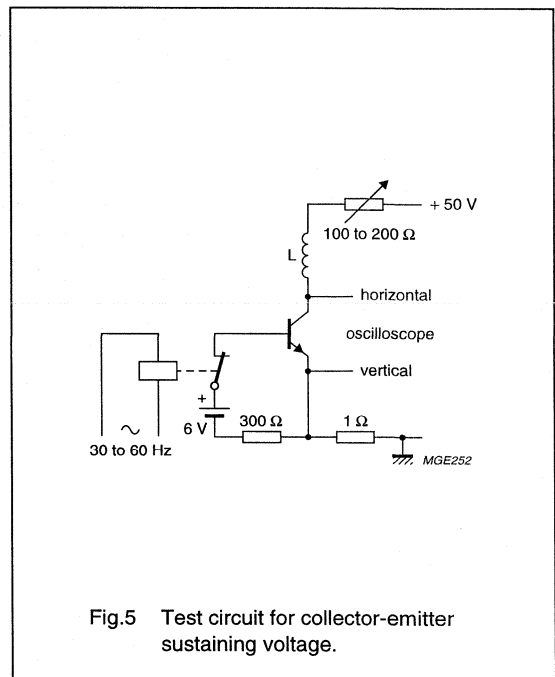 + 50 V
100 to 200 Ω
L
horizontal
oscilloscope
vertical
+
6 V
300 Ω
1 Ω
30 to 60 Hz
MGE252
Fig.5 Test circuit for collector-emitter
sustaining voltage.